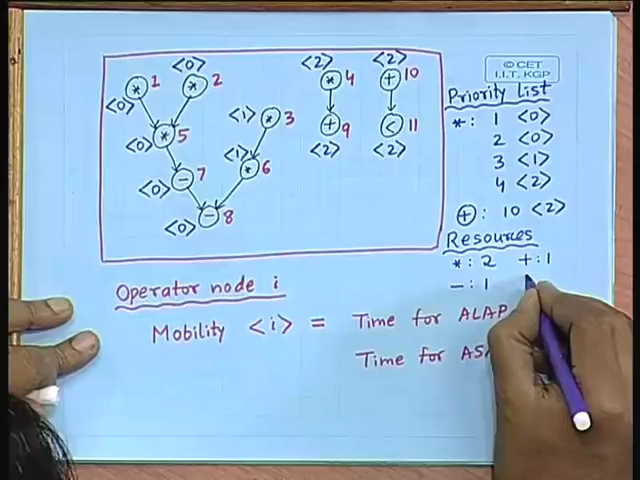 © CET
I.I.T. KGP
<0> <2> <2>
* 1 * 2 * 4 + 10
<0> <1> * 3
* 5 + 9 < 11
<0> <1> <2> <2>
- 7 * 6
<0>
- 8
<0>
Priority List
* : 1 <0>
2 <0>
3 <1>
4 <2>
+ : 10 <2>
Resources
* : 2 + : 1
- : 1
Operator node i
Mobility <i> = Time for ALAP
Time for